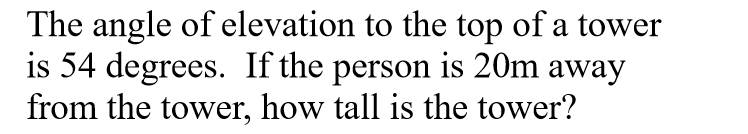 The angle of elevation to the top of a tower
is 54 degrees.  If the person is 20m away
from the tower, how tall is the tower?